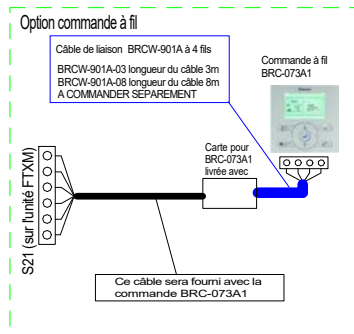 Option commande à fil
Câble de liaison BRCW-901A à 4 fils
BRCW-901A-03 longueur du câble 3m
BRCW-901A-08 longueur du câble 8m
A COMMANDER SEPAREMENT
Commande à fil
BRC-073A1
Carte pour
BRC-073A1
livrée avec
S21 (sur l'unité FTXM)
Ce câble sera fourni avec la
commande BRC-073A1